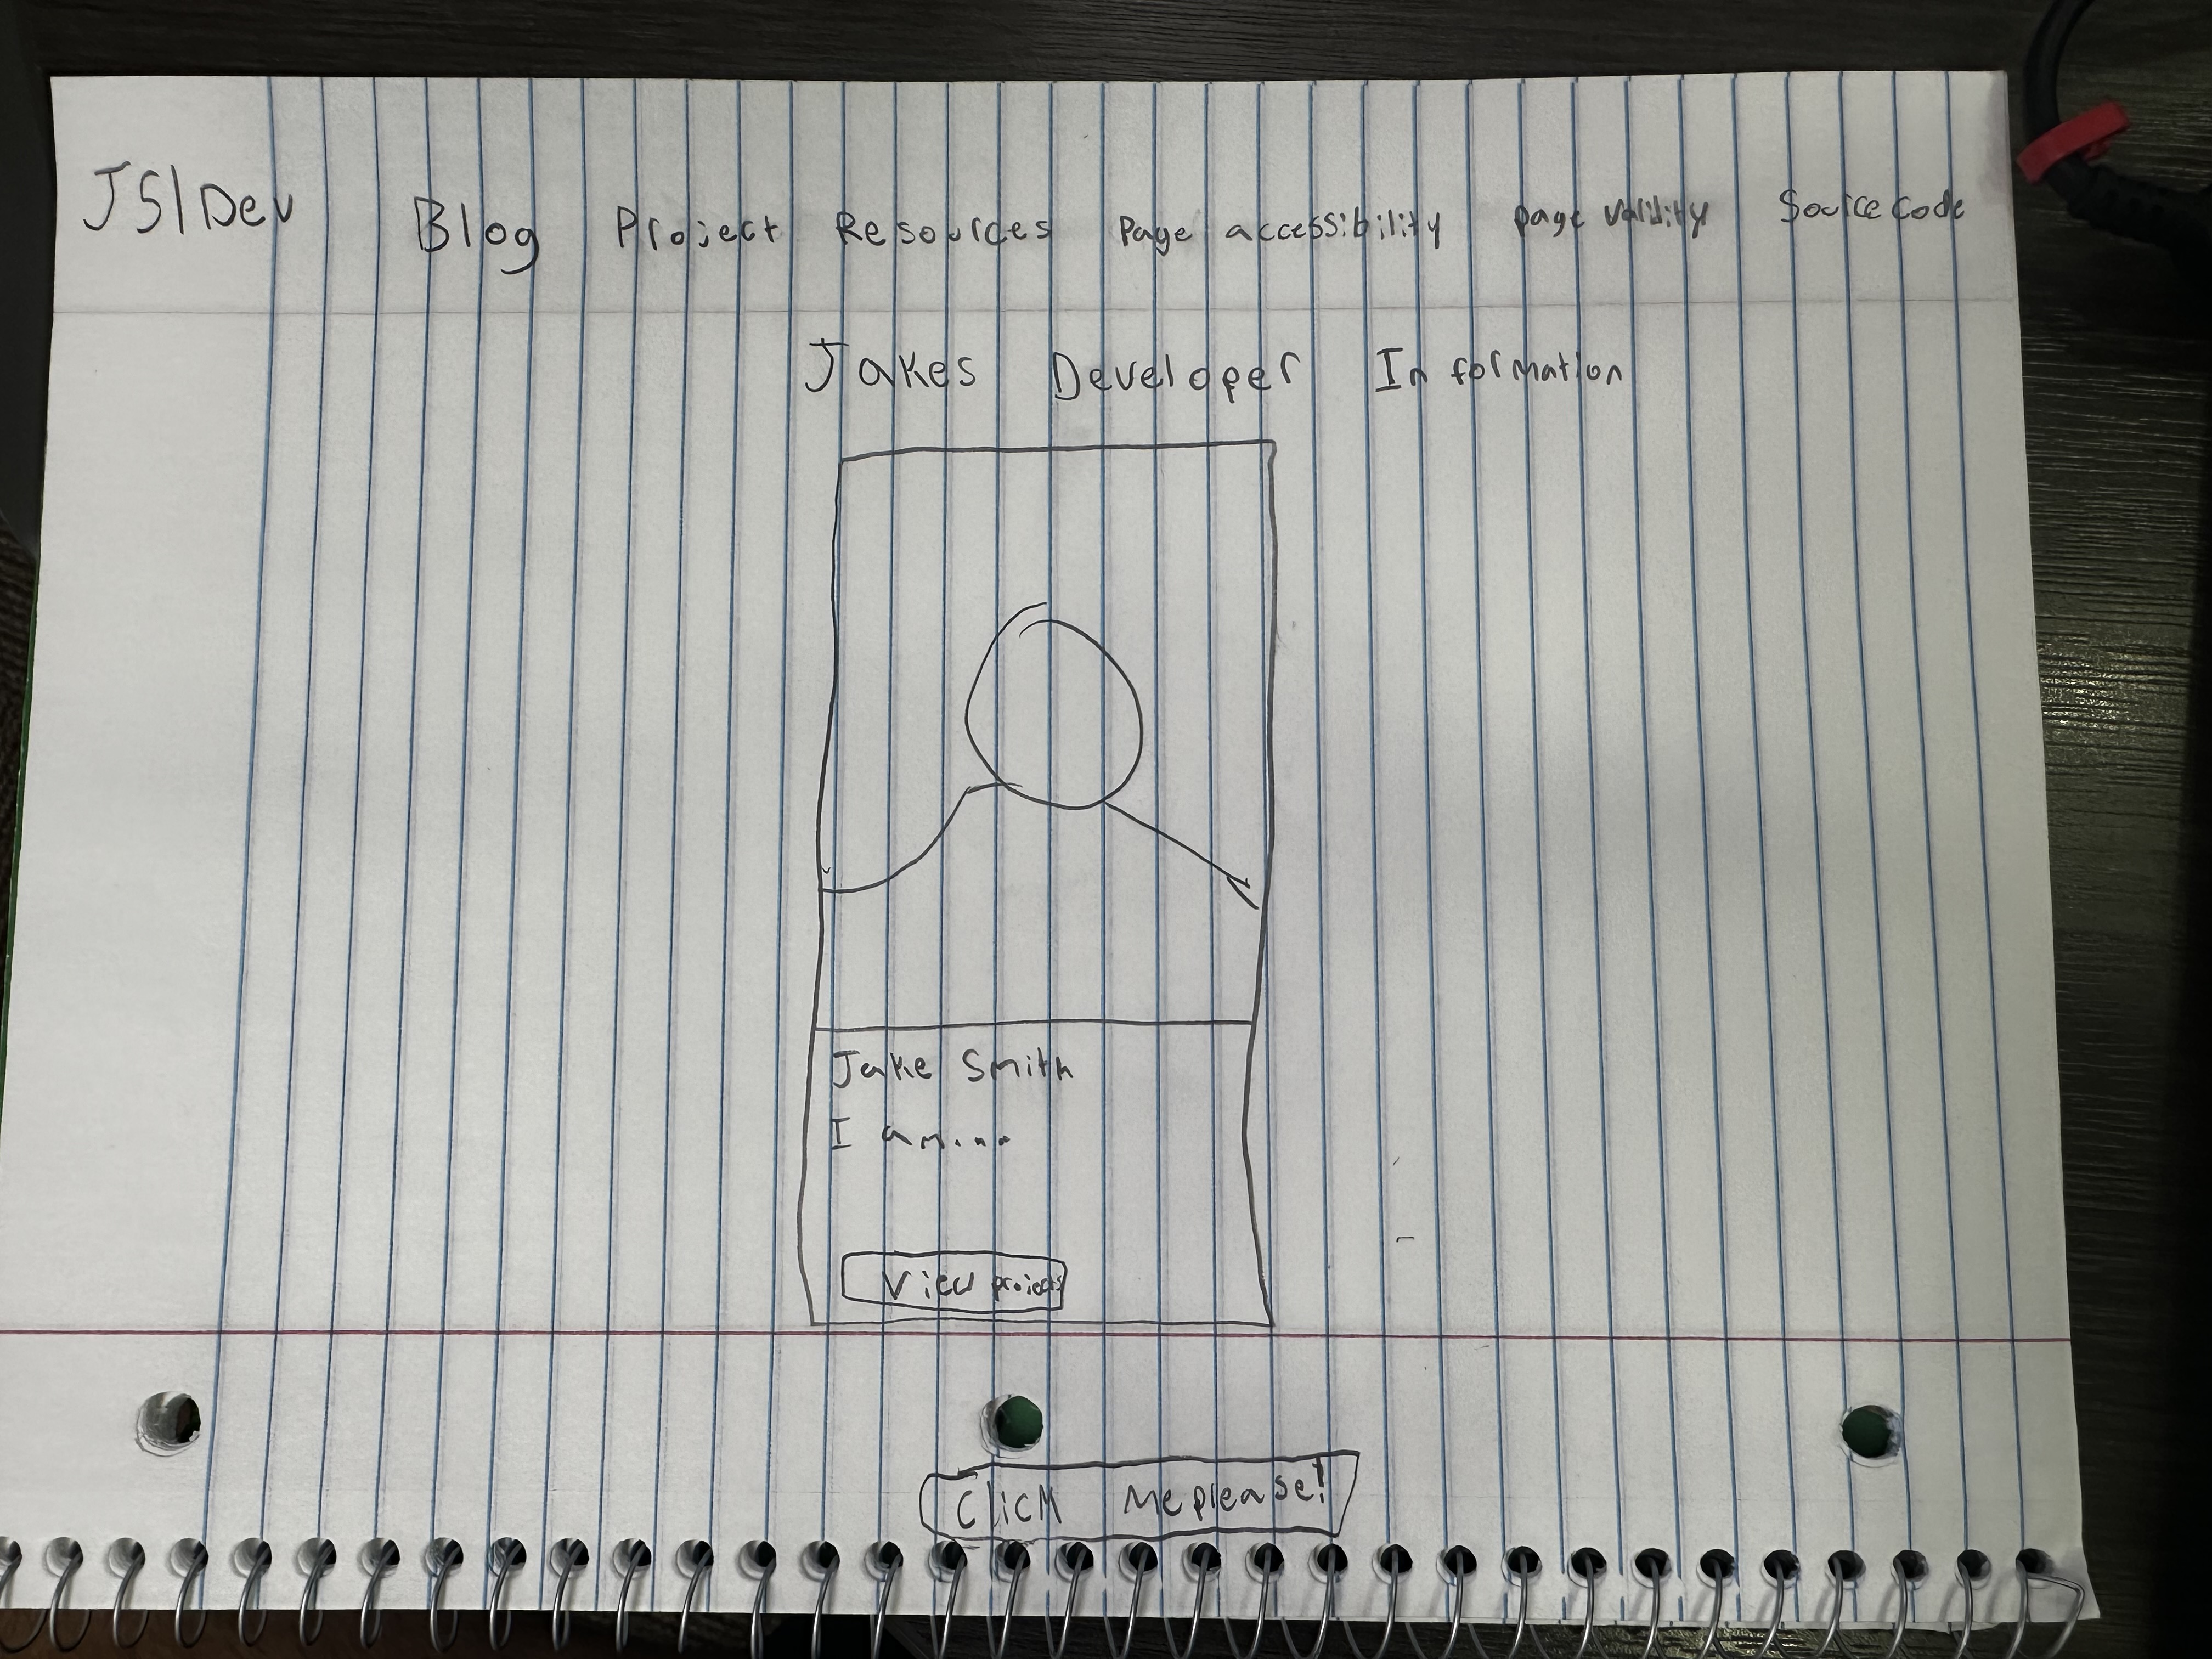 JS|Dev Blog Project Resources Page accessibility page validity Source code
Jakes Developer Information
Jake Smith
I am....
View projects
Click Me please!